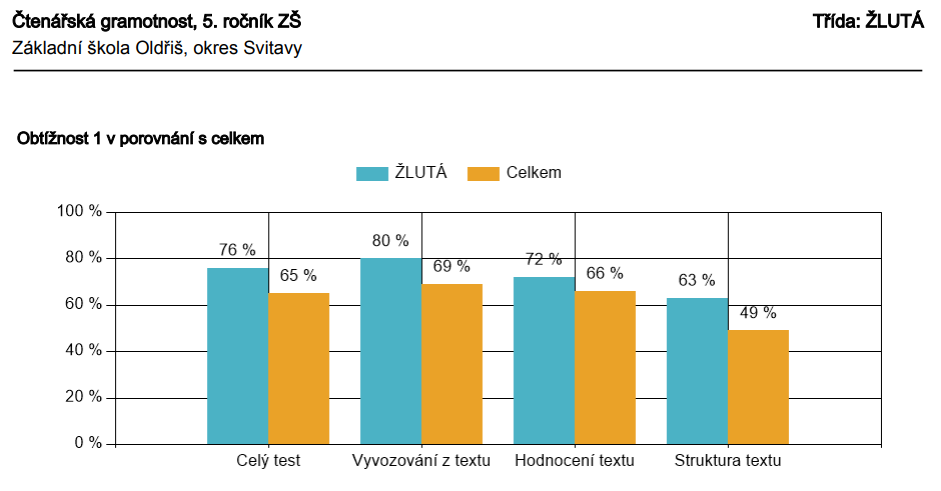 Čtenářská gramotnost, 5. ročník ZŠ
Třída: ŽLUTÁ
Základní škola Oldřiš, okres Svitavy
Obtížnost 1 v porovnání s celkem
ŽLUTÁ
Celkem
100 %
80 %
60 %
40 %
20 %
0 %
76 %
65 %
80 %
69 %
72 %
66 %
63 %
49 %
Celý test
Vyvozování z textu
Hodnocení textu
Struktura textu